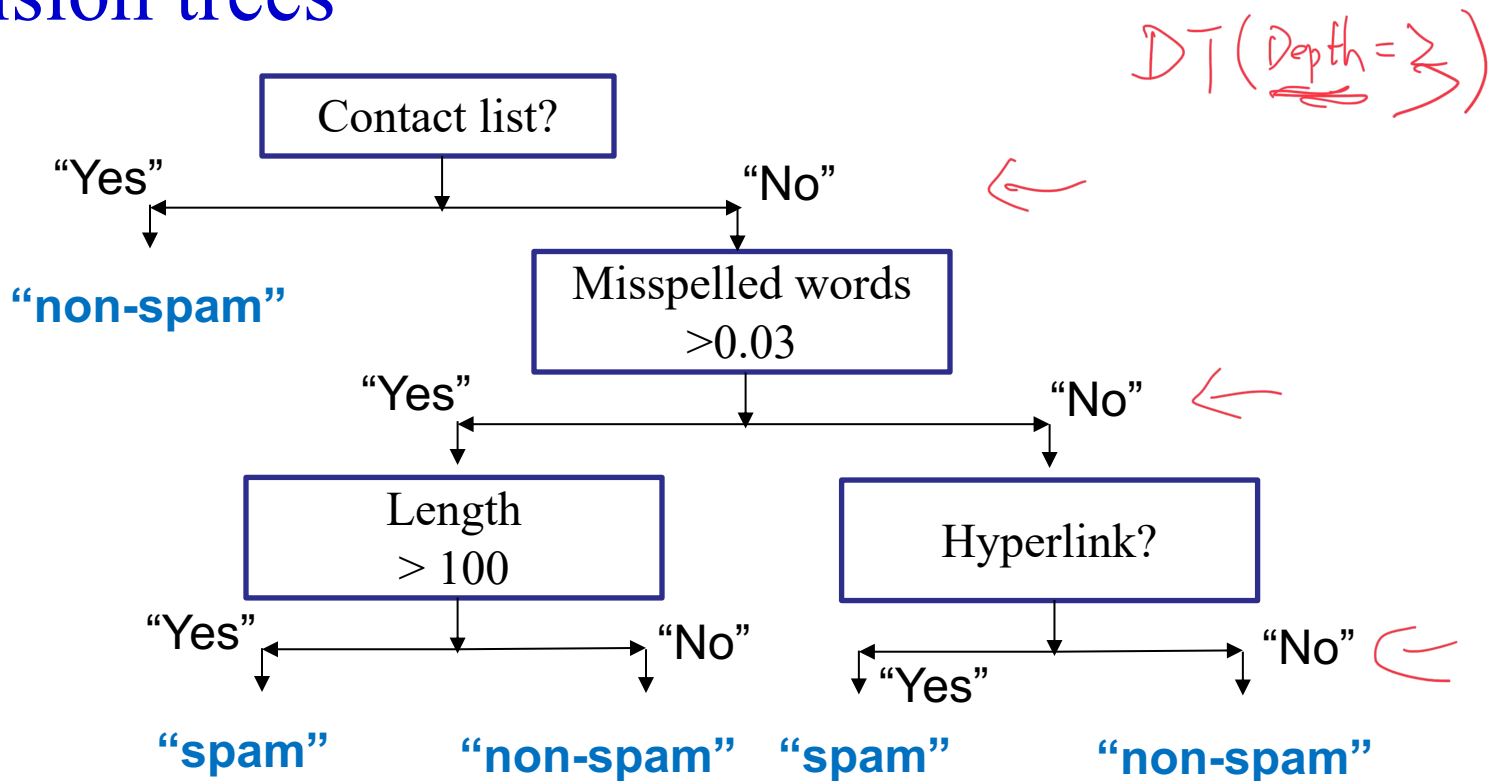 ision trees
DT(Depth=3)
Contact list?
“Yes”
“No”
“non-spam”
Misspelled words
>0.03
“Yes”
“No”
Length
> 100
Hyperlink?
“Yes”
“No”
“Yes”
“No”
“spam”
“non-spam”
“spam”
“non-spam”